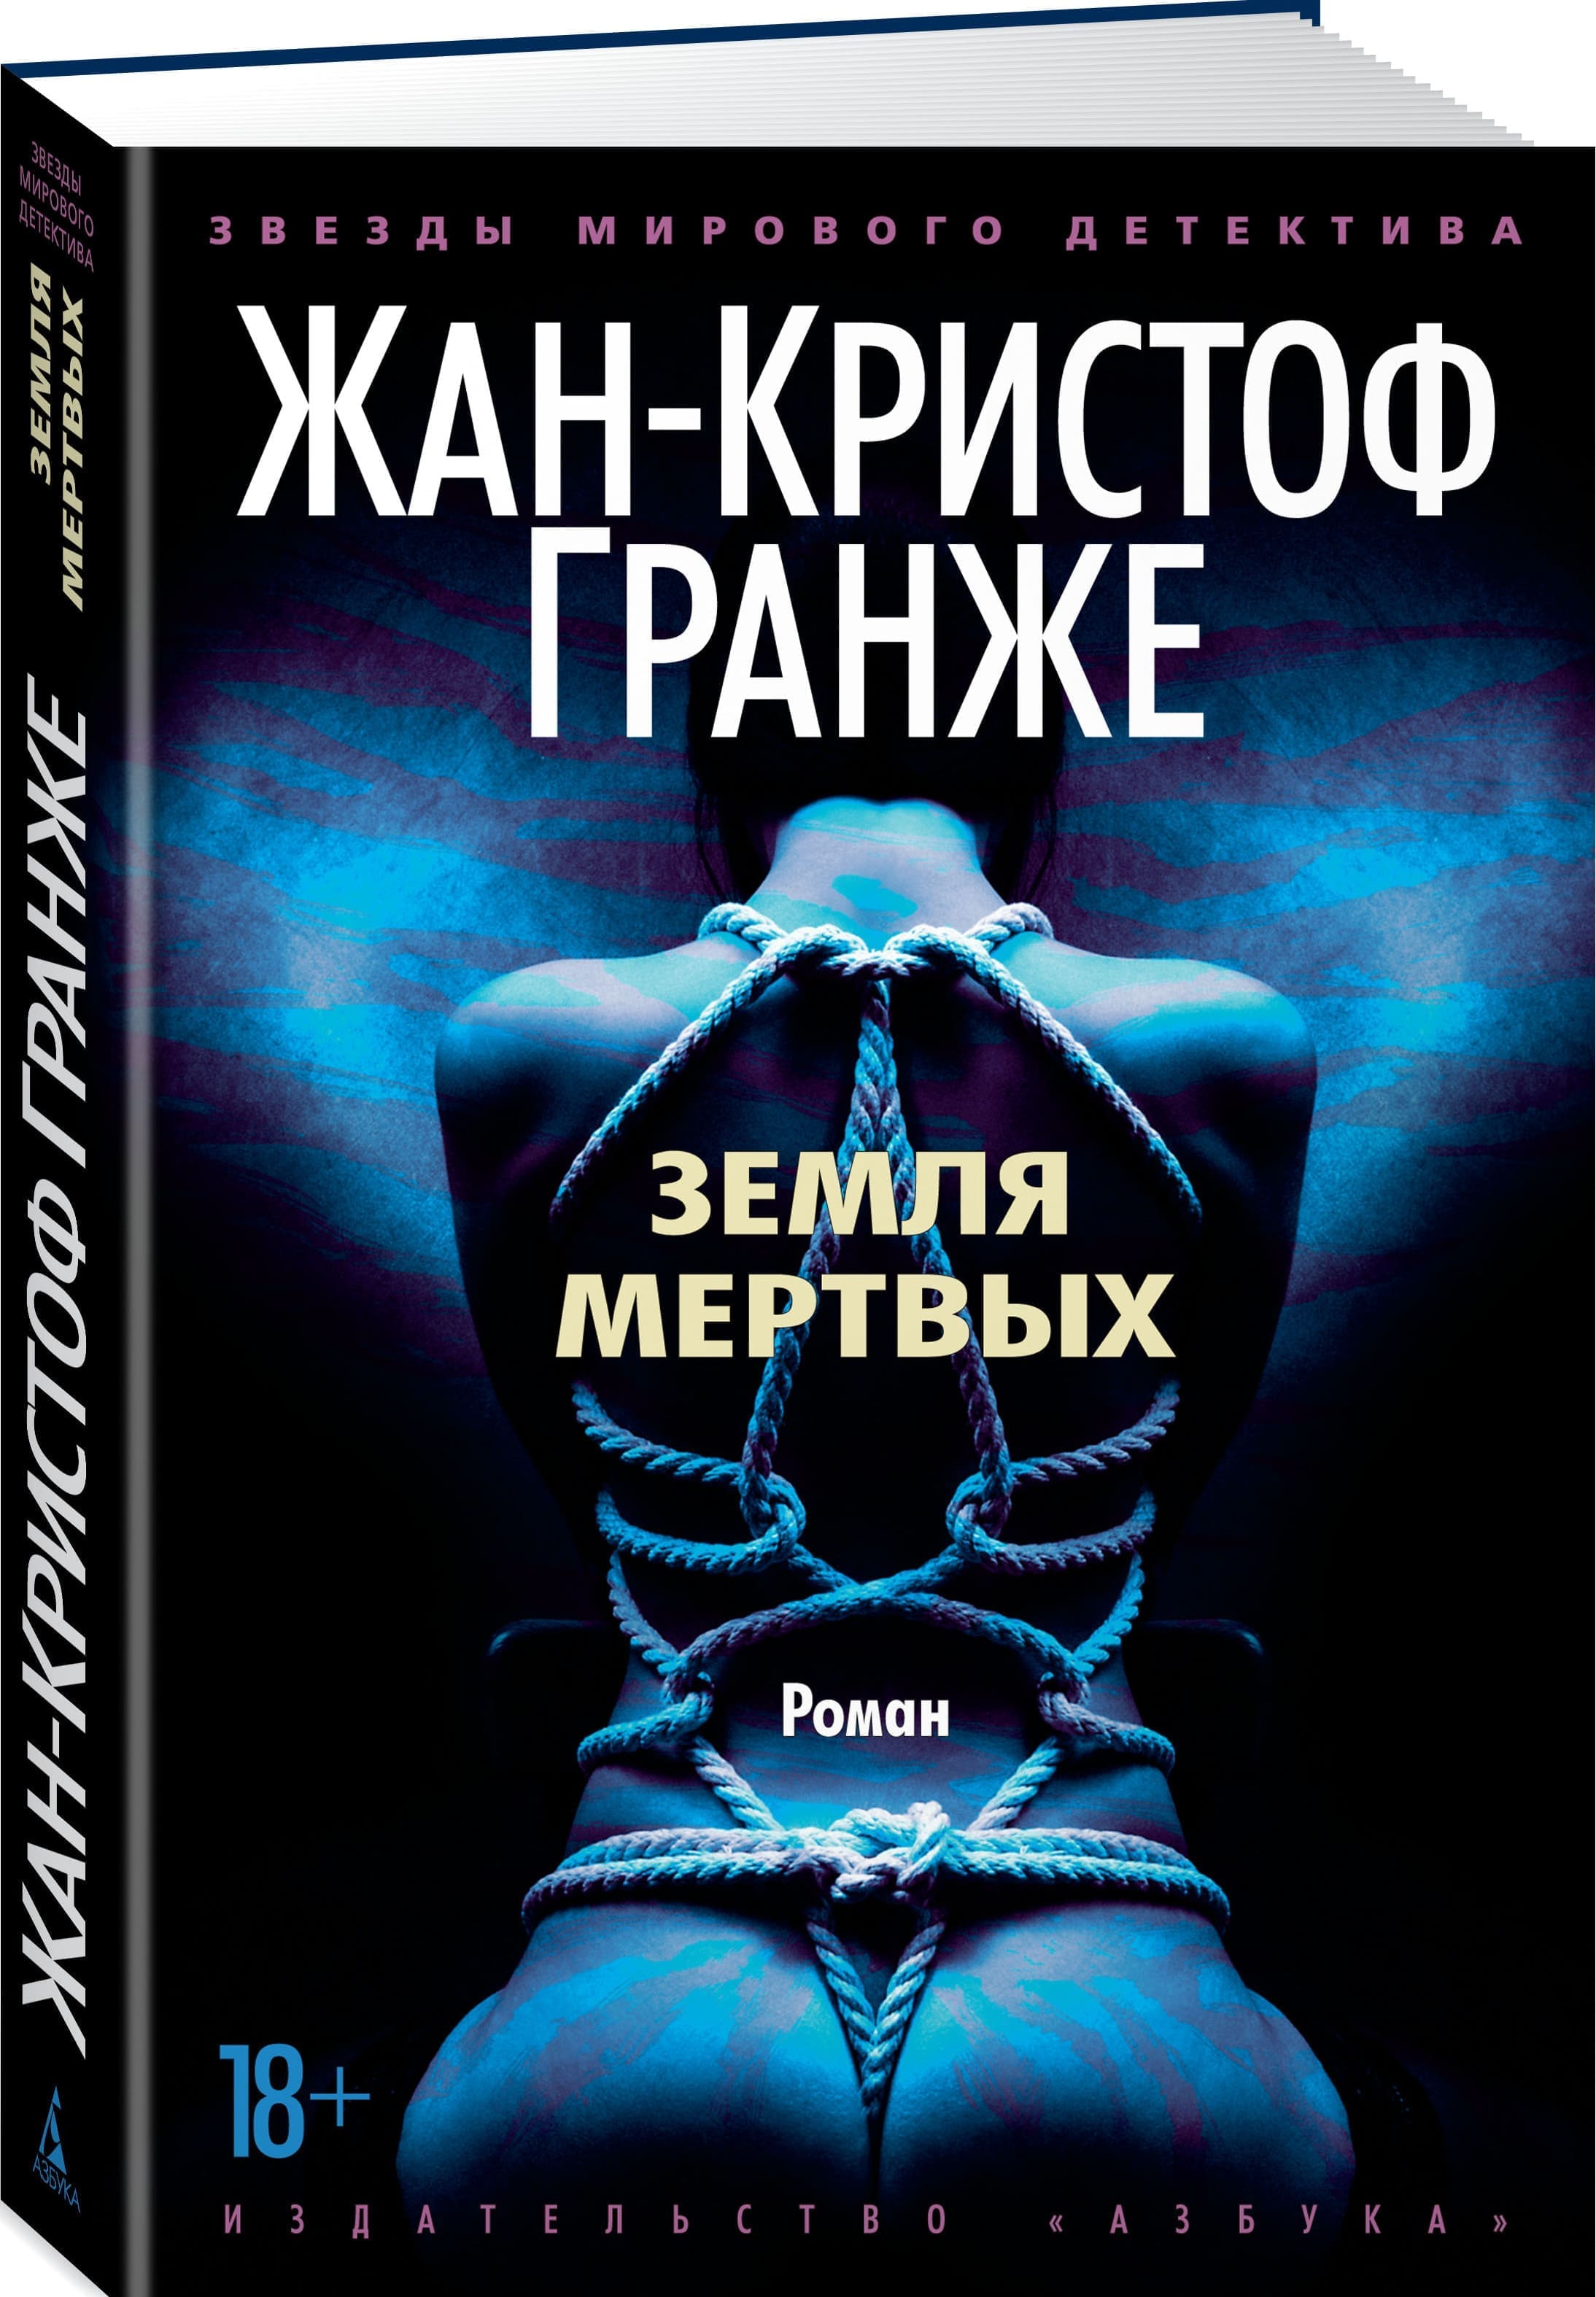 ЗВЕЗДЫ МИРОВОГО ДЕТЕКТИВА
ЖАН-КРИСТОФ
ГРАНЖЕ
ЗЕМЛЯ
МЕРТВЫХ
Роман
18+
ИЗДАТЕЛЬСТВО «АЗБУКА»
ЗВЕЗДЫ
МИРОВОГО
ДЕТЕКТИВА
ЗЕМЛЯ
МЕРТВЫХ
ЖАН-КРИСТОФ ГРАНЖЕ
АЗБУКА